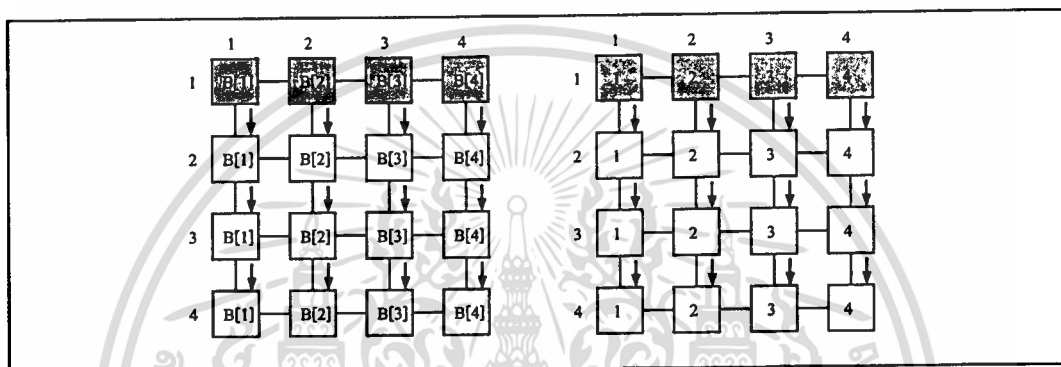 1 2 3 4
1 B[1] B[2] B[3] B[4]
2 B[1] B[2] B[3] B[4]
3 B[1] B[2] B[3] B[4]
4 B[1] B[2] B[3] B[4]
1 2 3 4
1 1 2 3 4
2 1 2 3 4
3 1 2 3 4
4 1 2 3 4